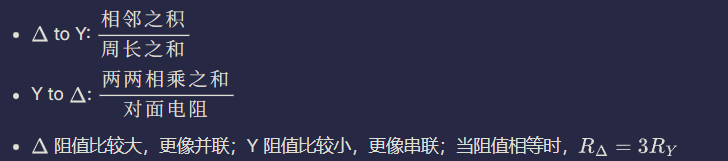 • Δ to Y: 相邻之积/周长之和
• Y to Δ: 两两相乘之和/对面电阻
• Δ 阻值比较大，更像并联；Y 阻值比较小，更像串联；当阻值相等时，R_Δ = 3R_Y